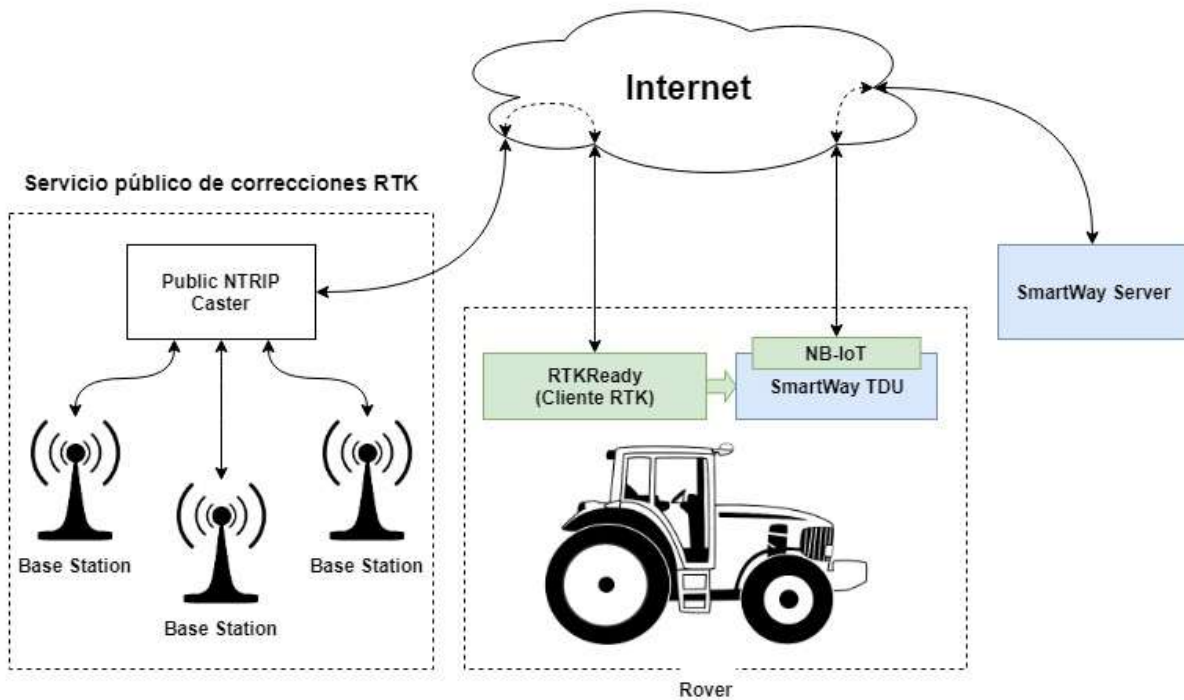 Internet
Servicio público de correcciones RTK
Public NTRIP
Caster
SmartWay Server
NB-IoT
RTKReady
(Cliente RTK)
SmartWay TDU
Base Station
Base Station
Base Station
Rover